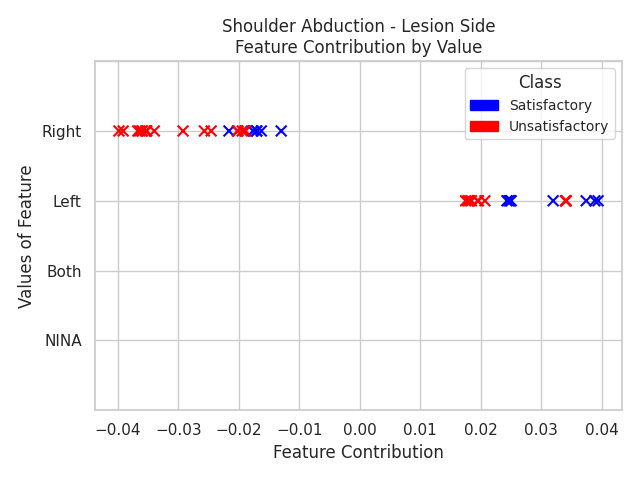 Shoulder Abduction - Lesion Side
Feature Contribution by Value
Class
Satisfactory
Unsatisfactory
Values of Feature
Right
Left
Both
NINA
−0.04 −0.03 −0.02 −0.01 0.00 0.01 0.02 0.03 0.04
Feature Contribution